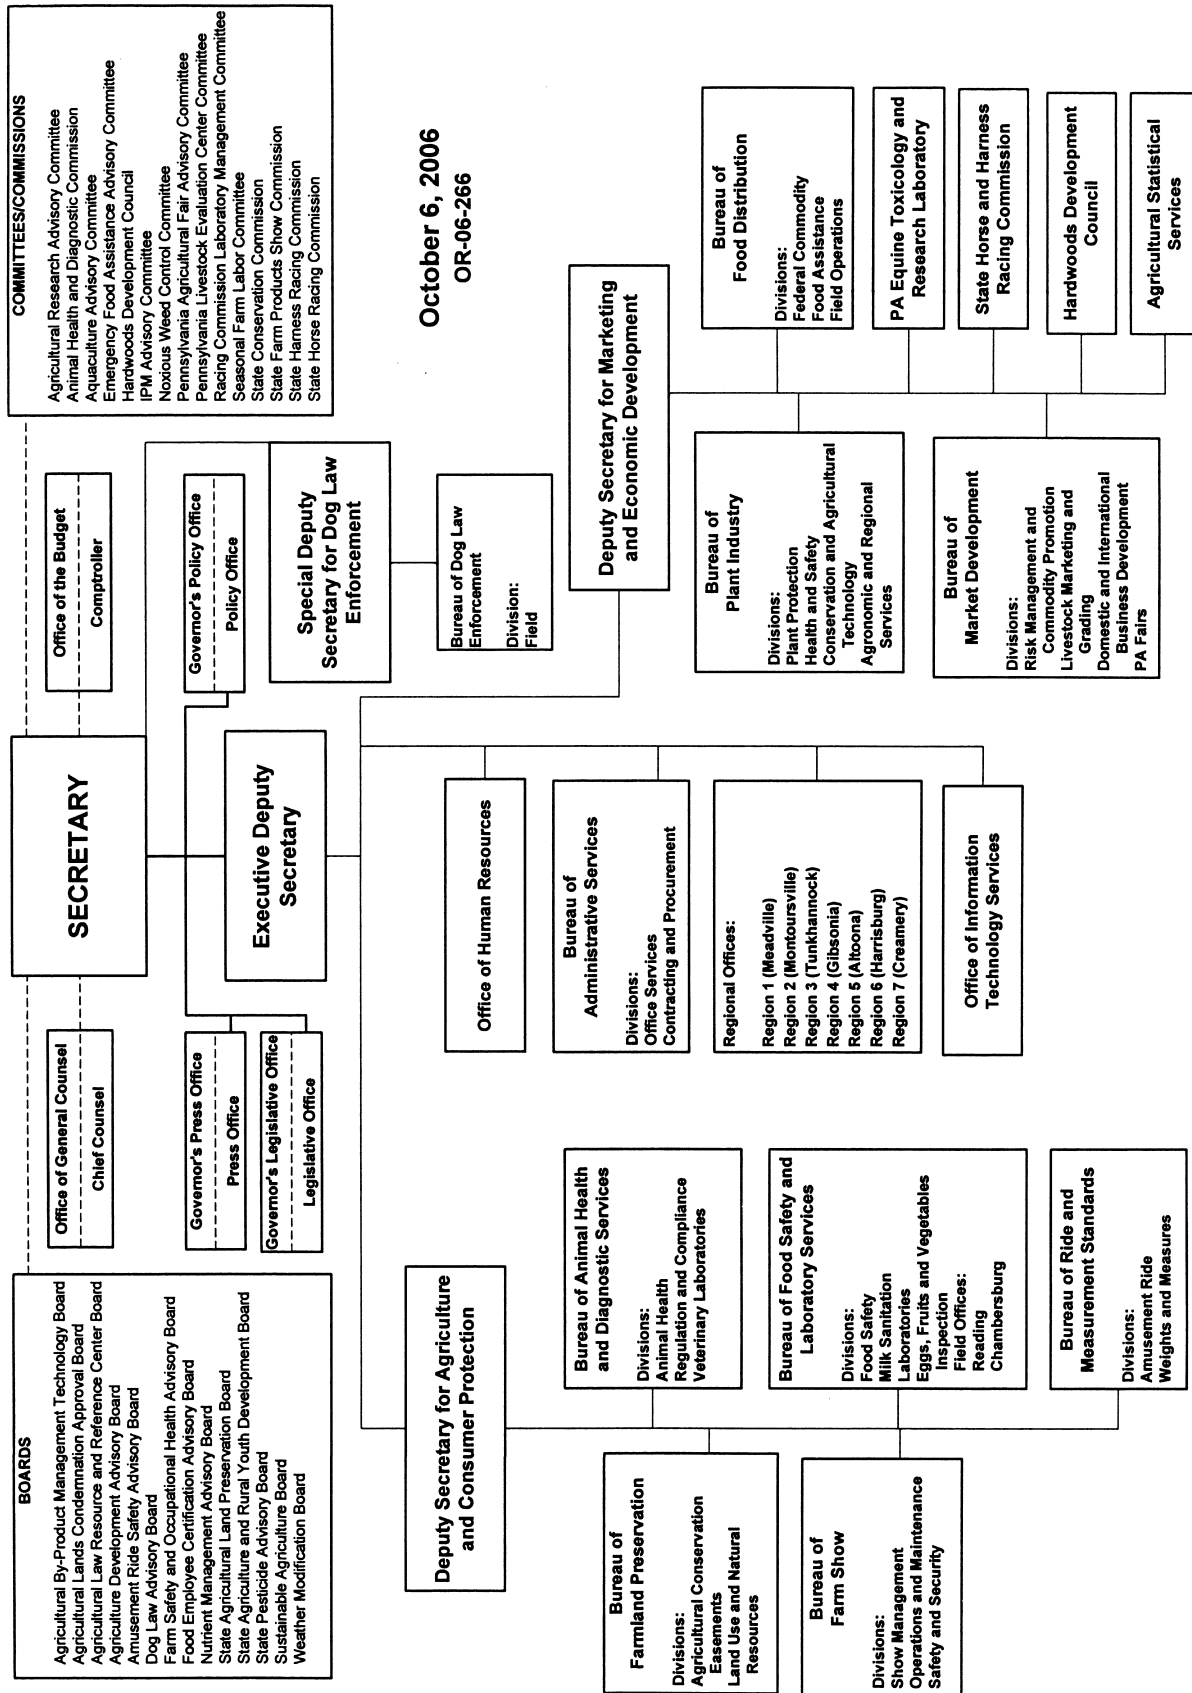 BOARDS
Agricultural By-Product Management Technology Board
Agricultural Lands Condemnation Approval Board
Agricultural Law Resource and Reference Center Board
Agriculture Development Advisory Board
Amusement Ride Safety Advisory Board
Dog Law Advisory Board
Farm Safety and Occupational Health Advisory Board
Food Employee Certification Advisory Board
Nutrient Management Advisory Board
State Agricultural Land Preservation Board
State Agriculture and Rural Youth Development Board
State Pesticide Advisory Board
Sustainable Agriculture Board
Weather Modification Board
Office of General Counsel
Chief Counsel
SECRETARY
Office of the Budget
Comptroller
COMMITTEES/COMMISSIONS
Agricultural Research Advisory Committee
Animal Health and Diagnostic Commission
Aquaculture Advisory Committee
Emergency Food Assistance Advisory Committee
Hardwoods Development Council
IPM Advisory Committee
Noxious Weed Control Committee
Pennsylvania Agricultural Fair Advisory Committee
Pennsylvania Livestock Evaluation Center Committee
Racing Commission Laboratory Management Committee
Seasonal Farm Labor Committee
State Conservation Commission
State Farm Products Show Commission
State Harness Racing Commission
State Horse Racing Commission
Governor's Press Office
Press Office
Governor's Legislative Office
Legislative Office
Governor's Policy Office
Policy Office
Executive Deputy
Secretary
Special Deputy
Secretary for Dog Law
Enforcement
Bureau of Dog Law
Enforcement
Division:
Field
October 6, 2006
OR-06-266
Deputy Secretary for Agriculture
and Consumer Protection
Bureau of
Farmland Preservation
Divisions:
Agricultural Conservation
Easements
Land Use and Natural
Resources
Bureau of
Farm Show
Divisions:
Show Management
Operations and Maintenance
Safety and Security
Bureau of Animal Health
and Diagnostic Services
Divisions:
Animal Health
Regulation and Compliance
Veterinary Laboratories
Bureau of Food Safety and
Laboratory Services
Divisions:
Food Safety
Milk Sanitation
Laboratories
Eggs, Fruits and Vegetables
Inspection
Field Offices:
Reading
Chambersburg
Bureau of Ride and
Measurement Standards
Divisions:
Amusement Ride
Weights and Measures
Office of Human Resources
Bureau of
Administrative Services
Divisions:
Office Services
Contracting and Procurement
Regional Offices:
Region 1 (Meadville)
Region 2 (Montoursville)
Region 3 (Tunkhannock)
Region 4 (Gibsonia)
Region 5 (Altoona)
Region 6 (Harrisburg)
Region 7 (Creamery)
Office of Information
Technology Services
Deputy Secretary for Marketing
and Economic Development
Bureau of
Plant Industry
Divisions:
Plant Protection
Health and Safety
Conservation and Agricultural
Technology
Agronomic and Regional
Services
Bureau of
Market Development
Divisions:
Risk Management and
Commodity Promotion
Livestock Marketing and
Grading
Domestic and International
Business Development
PA Fairs
Bureau of
Food Distribution
Divisions:
Federal Commodity
Food Assistance
Field Operations
PA Equine Toxicology and
Research Laboratory
State Horse and Harness
Racing Commission
Hardwoods Development
Council
Agricultural Statistical
Services